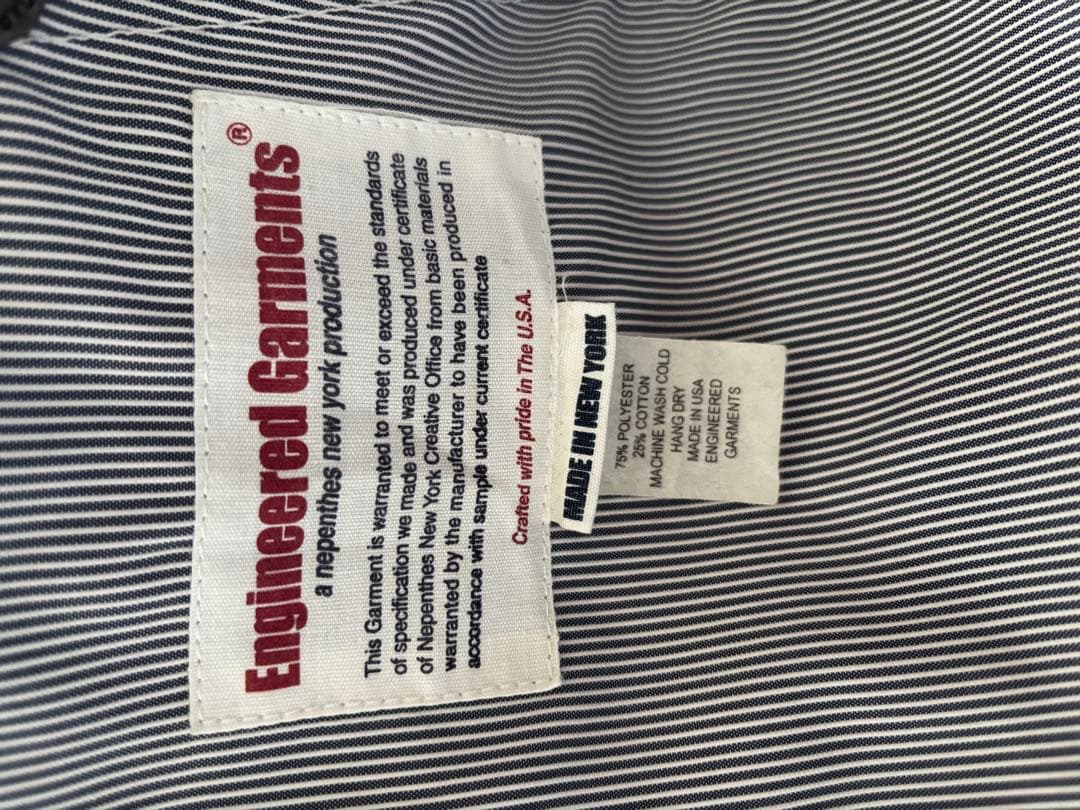 Engineered Garments®
a nepenthes new york production
This Garment is warranted to meet or exceed the standards
of specification we made and was produced under certificate
of Nepenthes New York Creative Office from basic materials
warranted by the manufacturer to have been produced in
accordance with sample under current certificate
Crafted with pride in The U.S.A.
MADE IN NEW YORK
75% POLYESTER
25% COTTON
MACHINE WASH COLD
HANG DRY
MADE IN USA
ENGINEERED
GARMENTS